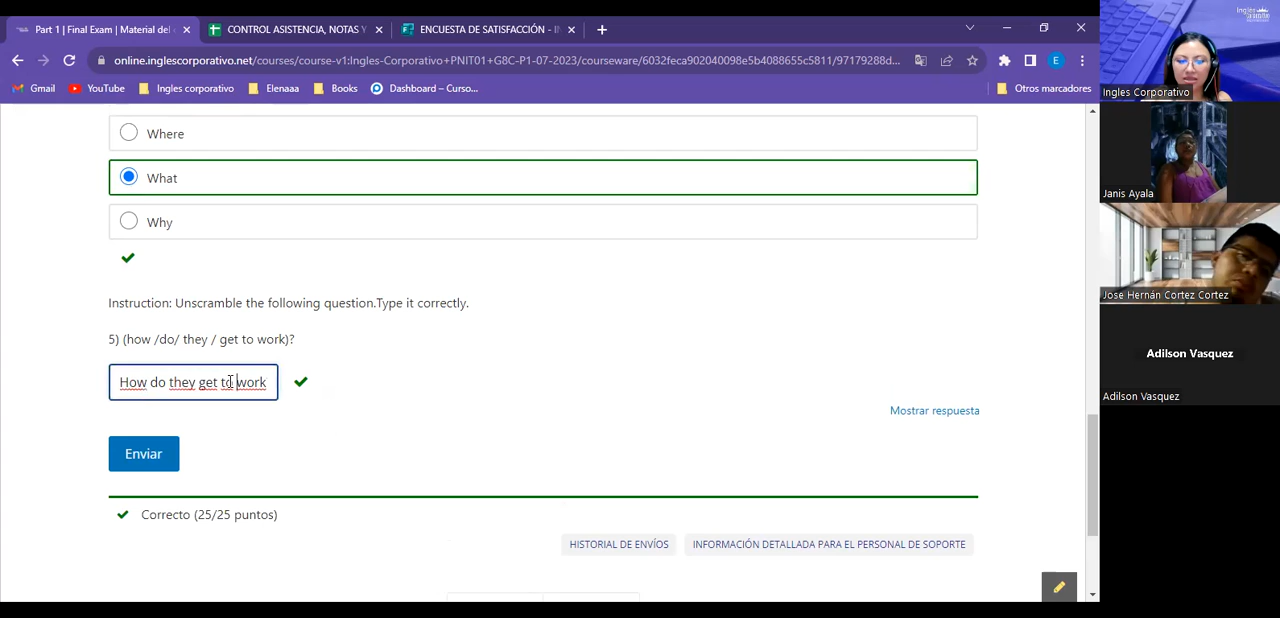 Part 1 | Final Exam | Material del
CONTROL ASISTENCIA, NOTAS Y
ENCUESTA DE SATISFACCIÓN - I
online.inglescorporativo.net/courses/course-v1:Ingles-Corporativo+PNIT01+G8C-P1-07-2023/courseware/6032feca902040098e5b4088655c5811/97179288d...
E
Gmail
YouTube
Ingles corporativo
Elenaaa
Books
Dashboard – Curso...
Otros marcadores
Where
What
Why
Instruction: Unscramble the following question.Type it correctly.
5) (how /do/ they / get to work)?
How do they get to work
Mostrar respuesta
Enviar
Correcto (25/25 puntos)
HISTORIAL DE ENVÍOS
INFORMACIÓN DETALLADA PARA EL PERSONAL DE SOPORTE
Ingles Corporativo
Janis Ayala
Jose Hernán Cortez Cortez
Adilson Vasquez
Adilson Vasquez